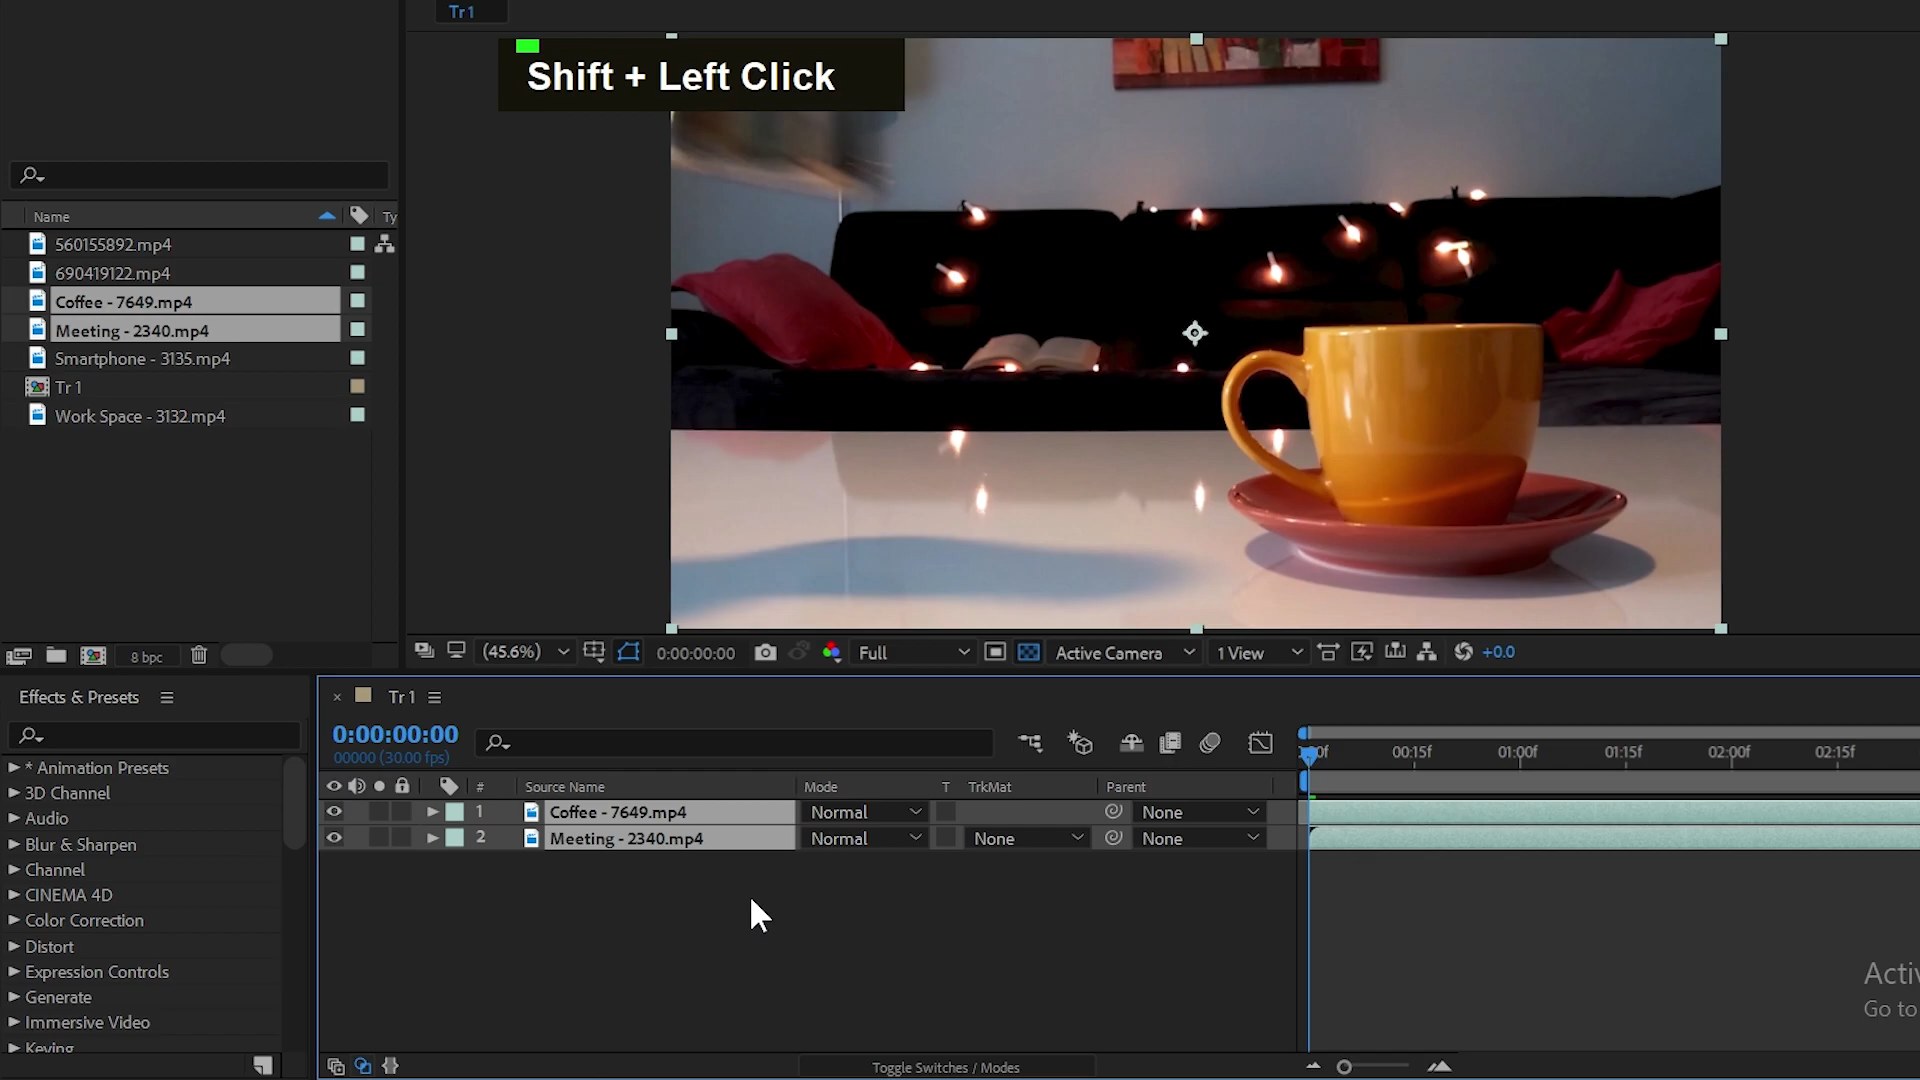 Tr 1
Shift + Left Click
Name
Ty
560155892.mp4
690419122.mp4
Coffee - 7649.mp4
Meeting - 2340.mp4
Smartphone - 3135.mp4
Tr 1
Work Space - 3132.mp4
8 bpc
(45.6%)
0:00:00:00
Full
Active Camera
1 View
+0.0
Effects & Presets
* Animation Presets
3D Channel
Audio
Blur & Sharpen
Channel
CINEMA 4D
Color Correction
Distort
Expression Controls
Generate
Immersive Video
Keying
Tr 1
0:00:00:00
00000 (30.00 fps)
00:15f
01:00f
01:15f
02:00f
02:15f
#
Source Name
Mode
T
TrkMat
Parent
1
Coffee - 7649.mp4
Normal
None
2
Meeting - 2340.mp4
Normal
None
None
Toggle Switches / Modes
Activ
Go to